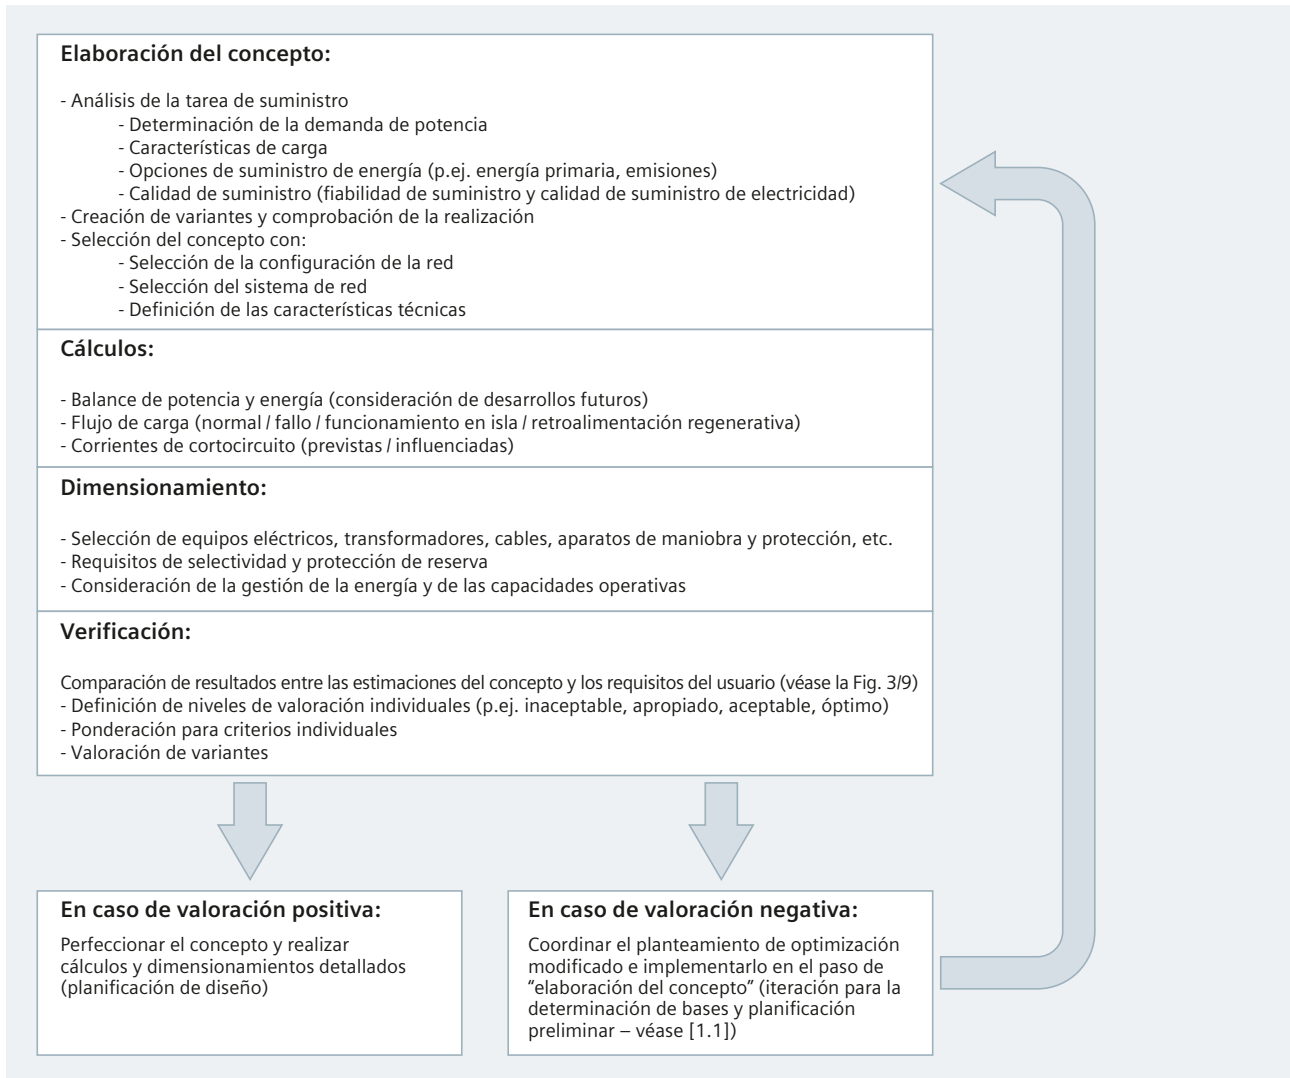 Elaboración del concepto:
- Análisis de la tarea de suministro
- Determinación de la demanda de potencia
- Características de carga
- Opciones de suministro de energía (p.ej. energía primaria, emisiones)
- Calidad de suministro (fiabilidad de suministro y calidad de suministro de electricidad)
- Creación de variantes y comprobación de la realización
- Selección del concepto con:
- Selección de la configuración de la red
- Selección del sistema de red
- Definición de las características técnicas
Cálculos:
- Balance de potencia y energía (consideración de desarrollos futuros)
- Flujo de carga (normal / fallo / funcionamiento en isla / retroalimentación regenerativa)
- Corrientes de cortocircuito (previstas / influenciadas)
Dimensionamiento:
- Selección de equipos eléctricos, transformadores, cables, aparatos de maniobra y protección, etc.
- Requisitos de selectividad y protección de reserva
- Consideración de la gestión de la energía y de las capacidades operativas
Verificación:
Comparación de resultados entre las estimaciones del concepto y los requisitos del usuario (véase la Fig. 3/9)
- Definición de niveles de valoración individuales (p.ej. inaceptable, apropiado, aceptable, óptimo)
- Ponderación para criterios individuales
- Valoración de variantes
En caso de valoración positiva:
Perfeccionar el concepto y realizar
cálculos y dimensionamientos detallados
(planificación de diseño)
En caso de valoración negativa:
Coordinar el planteamiento de optimización
modificado e implementarlo en el paso de
"elaboración del concepto" (iteración para la
determinación de bases y planificación
preliminar – véase [1.1])